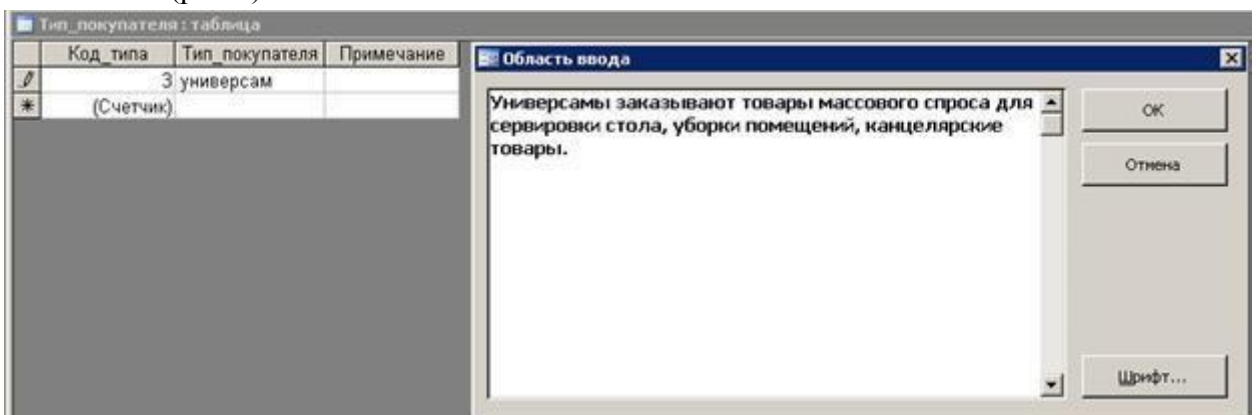 Тип_покупателя : таблица
Код_типа Тип_покупателя Примечание
3 универсам
(Счетчик)
Область ввода
Универсамы заказывают товары массового спроса для
сервировки стола, уборки помещений, канцелярские
товары.
ОК
Отмена
Шрифт...